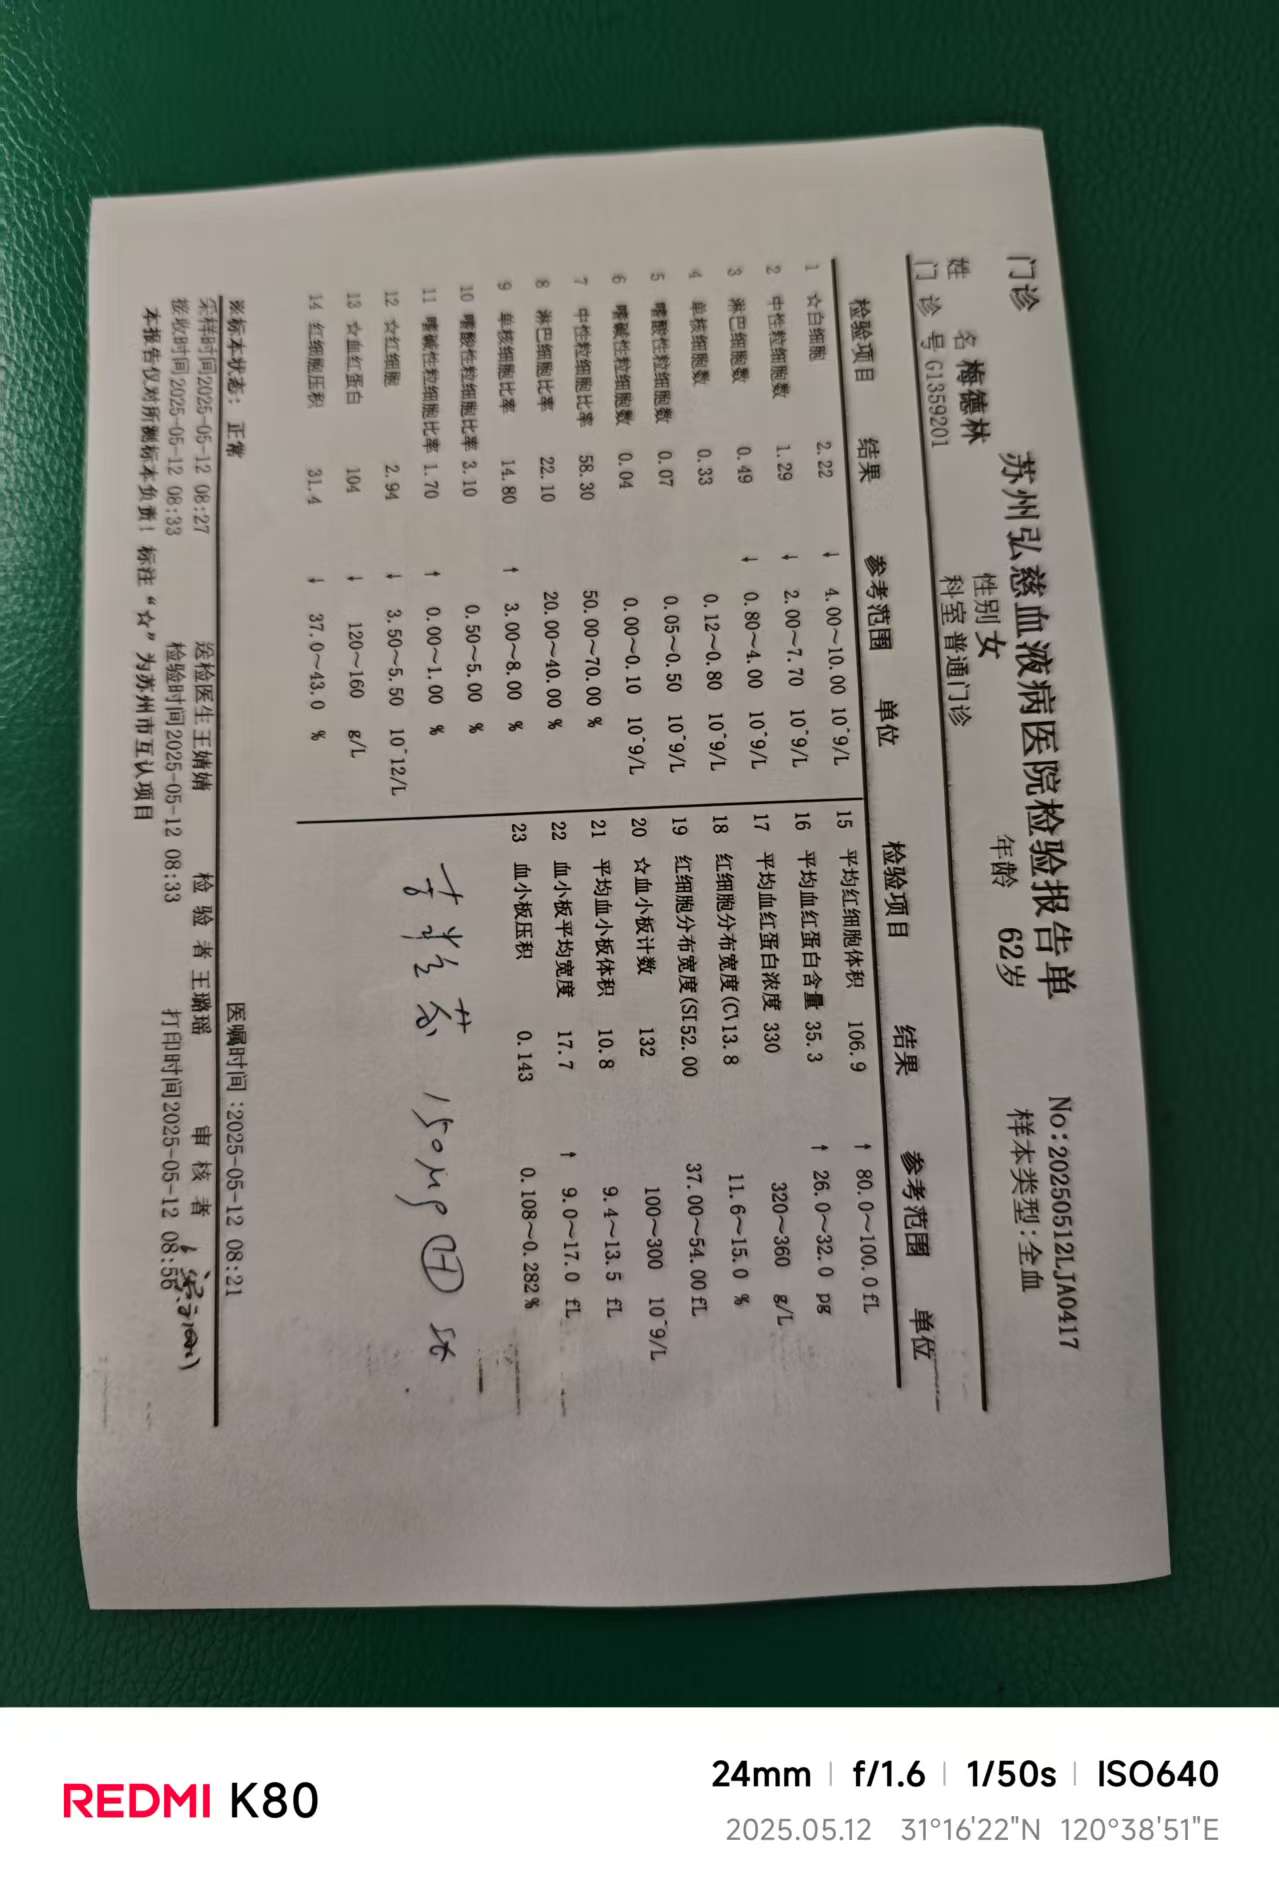 门诊 苏州弘慈血液病医院检验报告单 No:20250512LJA0417
姓 名 梅德林 性别 女 年龄 62岁 样本类型:全血
门 诊 号 G1359201 科室 普通门诊
检验项目 结果 参考范围 单位 检验项目 结果 参考范围 单位
1 ☆白细胞 2.22 ↓ 4.00~10.00 10^9/L 15 平均红细胞体积 106.9 ↑ 80.0~100.0 fL
2 中性粒细胞数 1.29 ↓ 2.00~7.70 10^9/L 16 平均血红蛋白含量 35.3 ↑ 26.0~32.0 pg
3 淋巴细胞数 0.49 ↓ 0.80~4.00 10^9/L 17 平均血红蛋白浓度 330 320~360 g/L
4 单核细胞数 0.33 0.12~0.80 10^9/L 18 红细胞分布宽度(CV 13.8 11.6~15.0 %
5 嗜酸性粒细胞数 0.07 0.05~0.50 10^9/L 19 红细胞分布宽度(SI 52.00 37.00~54.00 fL
6 嗜碱性粒细胞数 0.04 0.00~0.10 10^9/L 20 ☆血小板计数 132 100~300 10^9/L
7 中性粒细胞比率 58.30 50.00~70.00 % 21 平均血小板体积 10.8 9.4~13.5 fL
8 淋巴细胞比率 22.10 20.00~40.00 % 22 血小板平均宽度 17.7 ↑ 9.0~17.0 fL
9 单核细胞比率 14.80 ↑ 3.00~8.00 % 23 血小板压积 0.143 0.108~0.282 %
10 嗜酸性粒细胞比率 3.10 0.50~5.00 %
11 嗜碱性粒细胞比率 1.70 ↑ 0.00~1.00 %
12 ☆红细胞 2.94 ↓ 3.50~5.50 10^12/L
13 ☆血红蛋白 104 ↓ 120~160 g/L
14 红细胞压积 31.4 ↓ 37.0~43.0 %
150μg
※标本状态: 正常 医嘱时间:2025-05-12 08:21
采样时间2025-05-12 08:27 送检医生 王婧婧 检 验 者 王璐瑶 审 核 者
接收时间2025-05-12 08:33 检验时间2025-05-12 08:33 打印时间2025-05-12 08:56
本报告仅对所测标本负责! 标注“☆”为苏州市互认项目
REDMI K80
24mm | f/1.6 | 1/50s | ISO640
2025.05.12 31°16'22"N 120°38'51"E